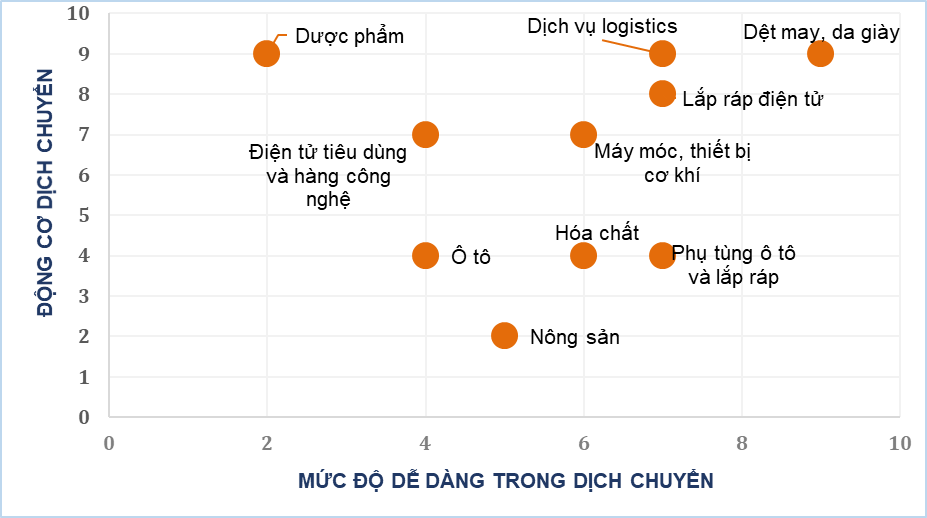 10
9
8
7
6
5
4
3
2
1
0
ĐỘNG CƠ DỊCH CHUYỂN
Dược phẩm
Dịch vụ logistics
Dệt may, da giày
Lắp ráp điện tử
Điện tử tiêu dùng
và hàng công
nghệ
Máy móc, thiết bị
cơ khí
Ô tô
Hóa chất
Phụ tùng ô tô
và lắp ráp
Nông sản
0 2 4 6 8 10
MỨC ĐỘ DỄ DÀNG TRONG DỊCH CHUYỂN